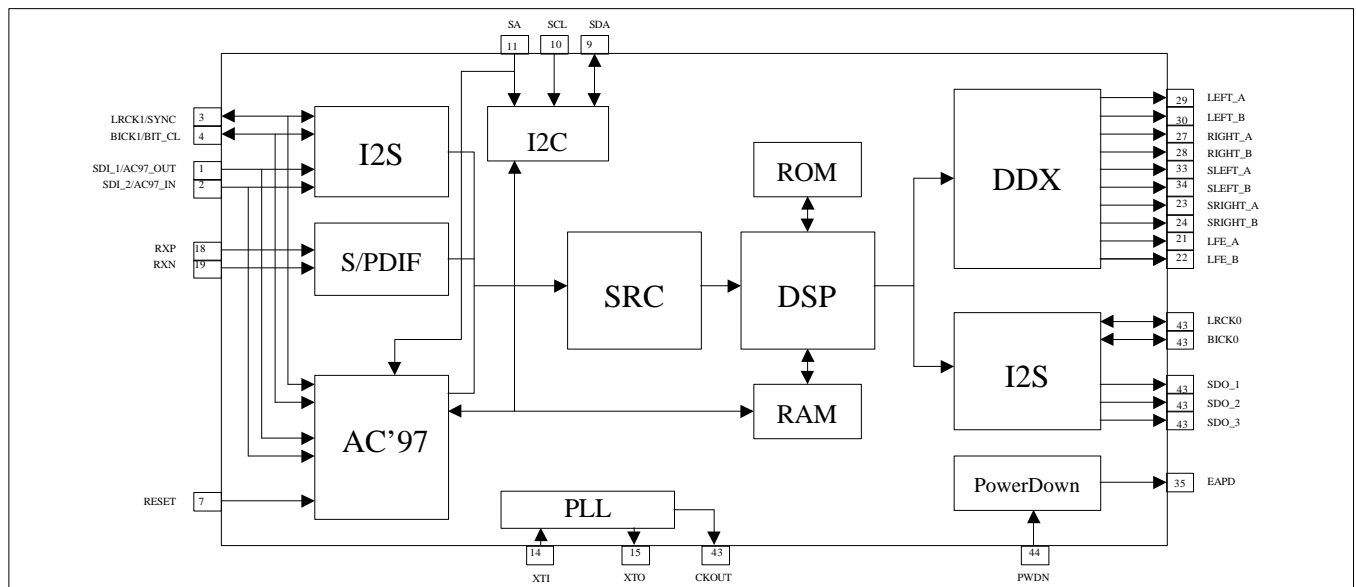 SA SCL SDA
11 10 9
LRCK1/SYNC 3
BICK1/BIT_CL 4
SDI_1/AC97_OUT 1
SDI_2/AC97_IN 2
RXP 18
RXN 19
RESET 7
I2S
I2C
S/PDIF
AC'97
SRC
ROM
DSP
RAM
DDX
I2S
PowerDown
PLL
29 LEFT_A
30 LEFT_B
27 RIGHT_A
28 RIGHT_B
33 SLEFT_A
34 SLEFT_B
23 SRIGHT_A
24 SRIGHT_B
21 LFE_A
22 LFE_B
43 LRCK0
43 BICK0
43 SDO_1
43 SDO_2
43 SDO_3
35 EAPD
14 15 43 44
XTI XTO CKOUT PWDN